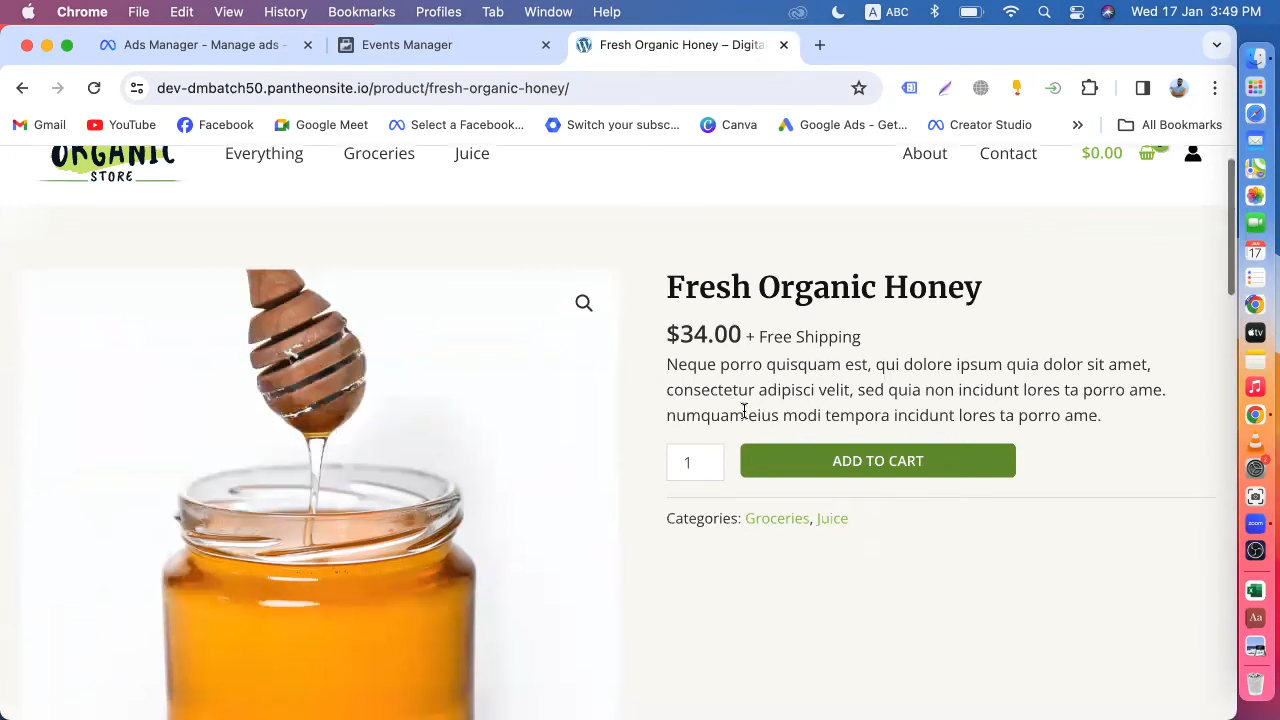 Chrome File Edit View History Bookmarks Profiles Tab Window Help A ABC Wed 17 Jan 3:49 PM
Ads Manager - Manage ads - Events Manager Fresh Organic Honey – Digita
dev-dmbatch50.pantheonsite.io/product/fresh-organic-honey/
Gmail YouTube Facebook Google Meet Select a Facebook... Switch your subsc... Canva Google Ads - Get... Creator Studio » All Bookmarks
ORGANIC
STORE
Everything Groceries Juice About Contact $0.00
Fresh Organic Honey
$34.00 + Free Shipping
Neque porro quisquam est, qui dolore ipsum quia dolor sit amet,
consectetur adipisci velit, sed quia non incidunt lores ta porro ame.
numquam eius modi tempora incidunt lores ta porro ame.
1 ADD TO CART
Categories: Groceries, Juice